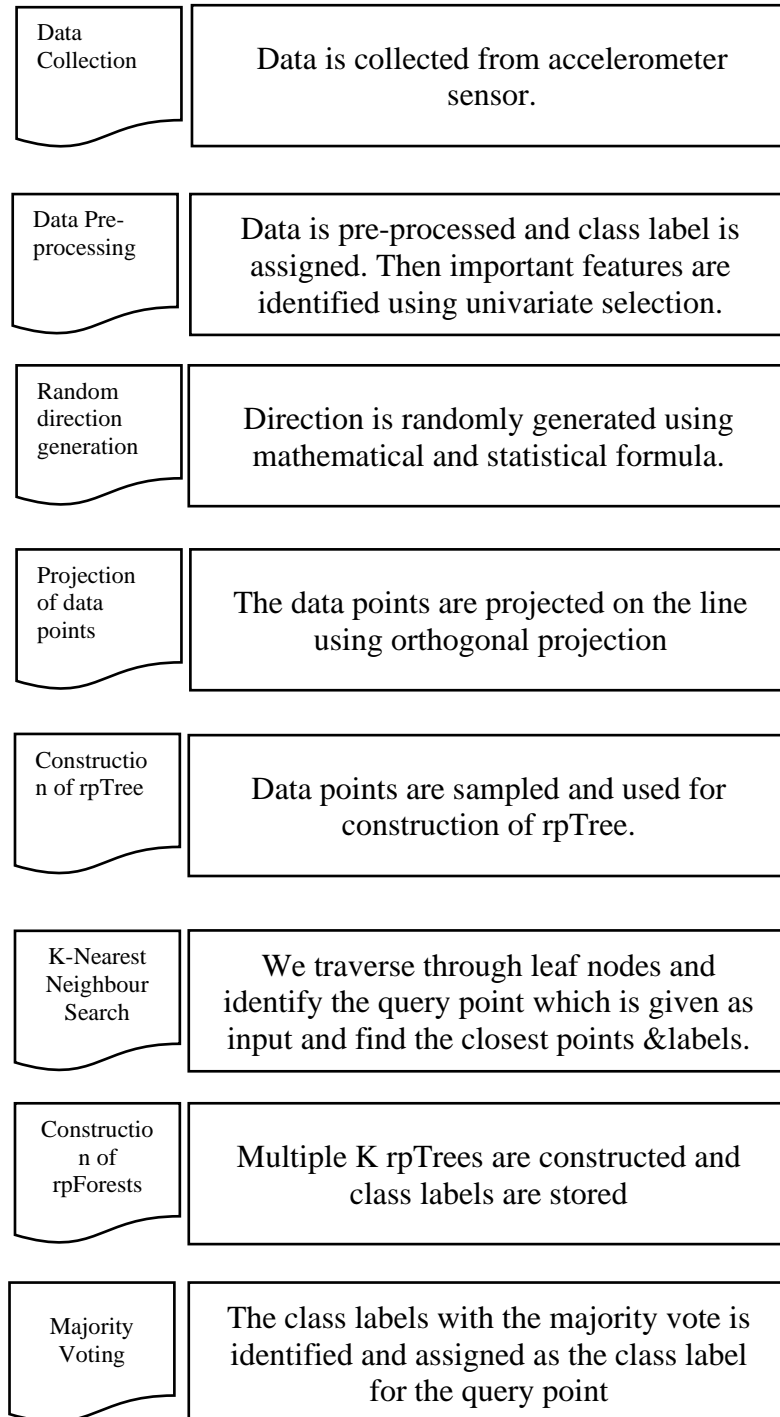 Data
Collection
Data is collected from accelerometer
sensor.
Data Pre-
processing
Data is pre-processed and class label is
assigned. Then important features are
identified using univariate selection.
Random
direction
generation
Direction is randomly generated using
mathematical and statistical formula.
Projection
of data
points
The data points are projected on the line
using orthogonal projection
Constructio
n of rpTree
Data points are sampled and used for
construction of rpTree.
K-Nearest
Neighbour
Search
We traverse through leaf nodes and
identify the query point which is given as
input and find the closest points &labels.
Constructio
n of
rpForests
Multiple K rpTrees are constructed and
class labels are stored
Majority
Voting
The class labels with the majority vote is
identified and assigned as the class label
for the query point